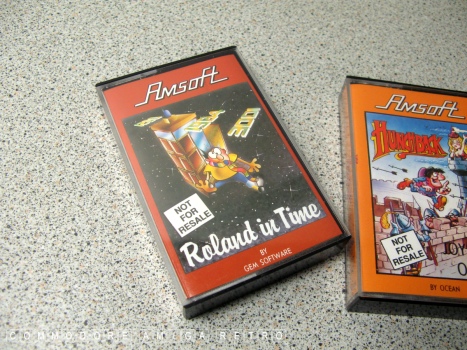 Amsoft
NOT
FOR
RESALE
Roland in Time
BY
GEM SOFTWARE
Amsoft
HUNCHBACK
NOT
FOR
RESALE
BY OCEAN
COMMODORE AMIGA RETRO